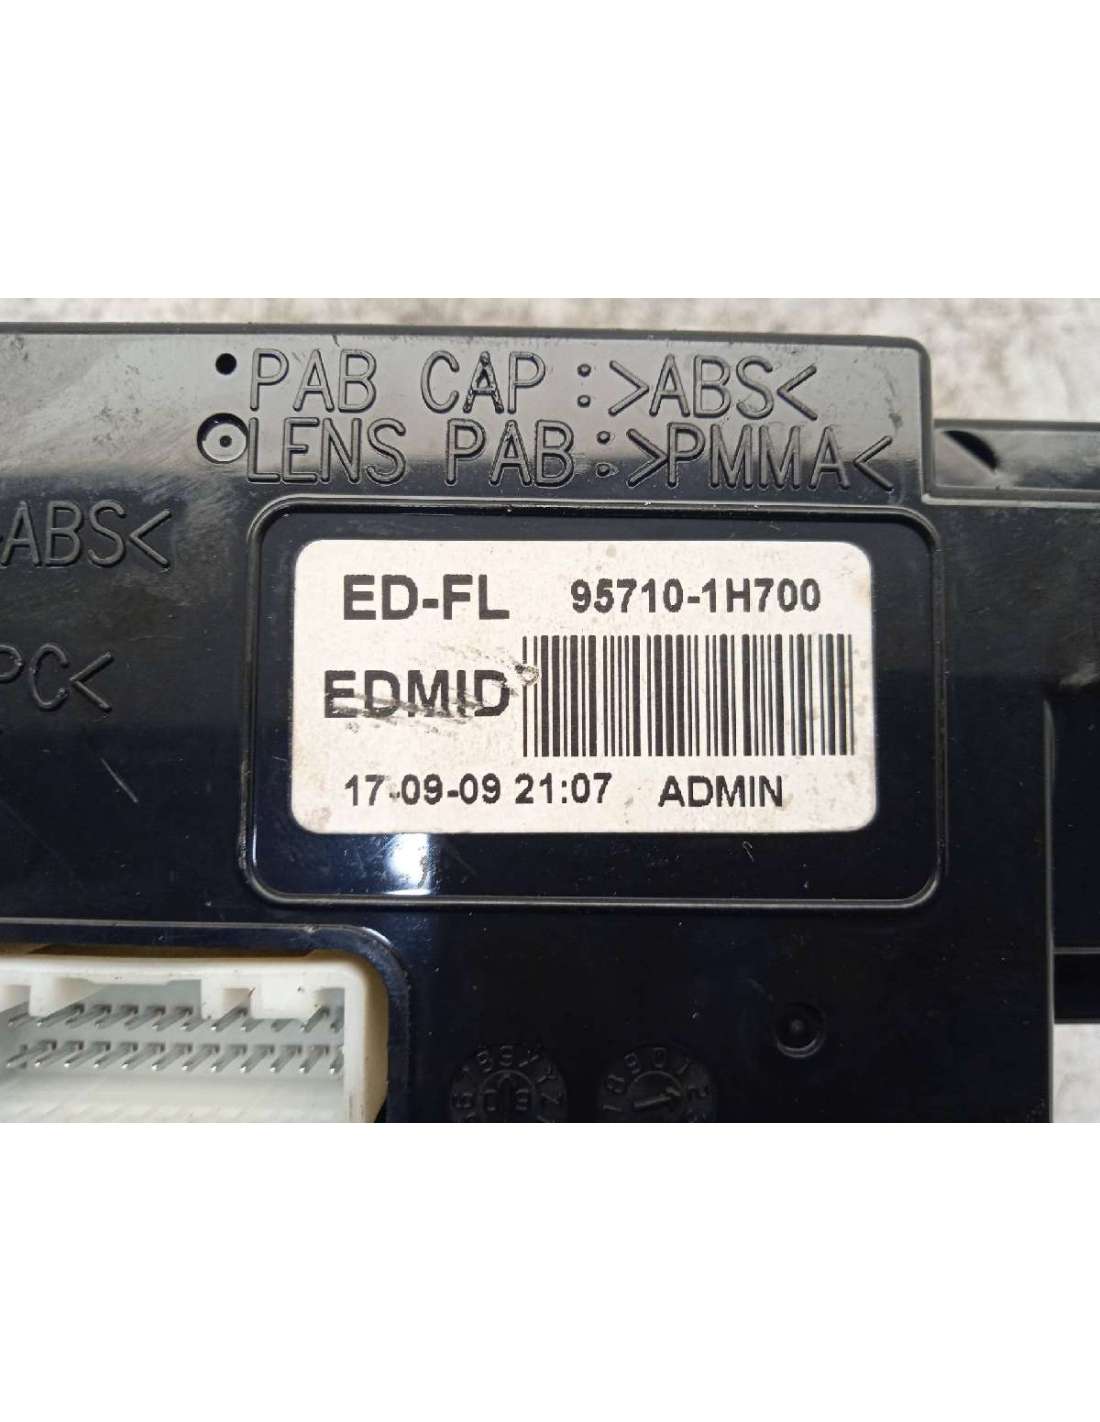 PAB CAP : >ABS<
LENS PAB : >PMMA<
ABS<
PC<
ED-FL 95710-1H700
EDMID
17-09-09 21:07 ADMIN